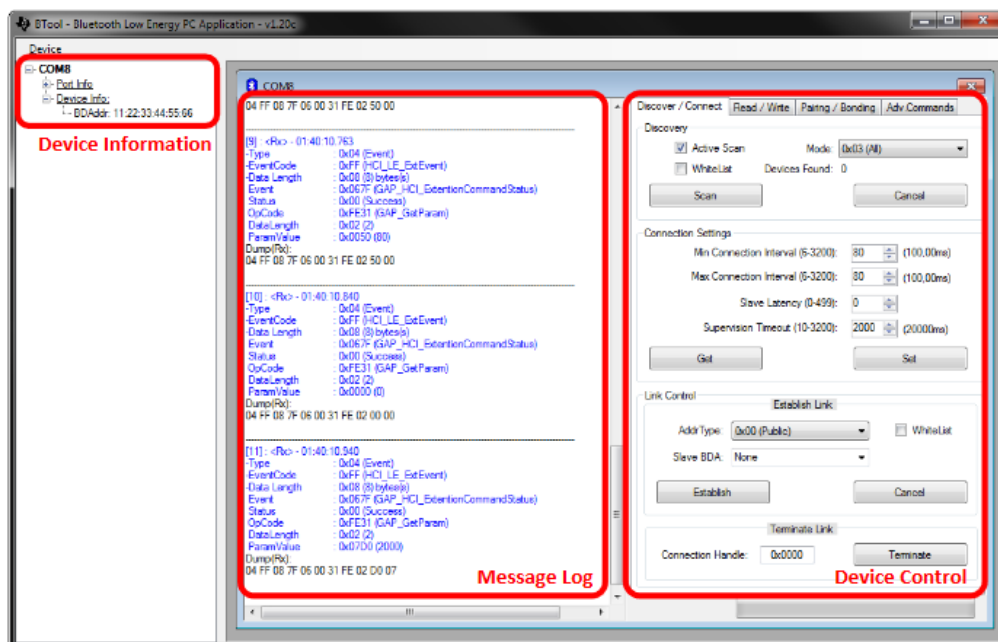 BTool - Bluetooth Low Energy PC Application - v1.20c
Device
COM8
Port Info
Device Info:
BDAddr: 11:22:33:44:55:66
Device Information
COM8
04 FF 08 7F 06 00 31 FE 02 50 00
[9] : <Rx> - 01:40:10.763
-Type : 0x04 (Event)
-EventCode : 0xFF (HCI_LE_ExtEvent)
-Data Length : 0x08 (8) bytes(s)
Event : 0x067F (GAP_HCI_ExtentionCommandStatus)
Status : 0x00 (Success)
OpCode : 0xFE31 (GAP_GetParam)
DataLength : 0x02 (2)
ParamValue : 0x0050 (80)
Dump(Rx):
04 FF 08 7F 06 00 31 FE 02 50 00
[10] : <Rx> - 01:40:10.840
-Type : 0x04 (Event)
-EventCode : 0xFF (HCI_LE_ExtEvent)
-Data Length : 0x08 (8) bytes(s)
Event : 0x067F (GAP_HCI_ExtentionCommandStatus)
Status : 0x00 (Success)
OpCode : 0xFE31 (GAP_GetParam)
DataLength : 0x02 (2)
ParamValue : 0x0000 (0)
Dump(Rx):
04 FF 08 7F 06 00 31 FE 02 00 00
[11] : <Rx> - 01:40:10.940
-Type : 0x04 (Event)
-EventCode : 0xFF (HCI_LE_ExtEvent)
-Data Length : 0x08 (8) bytes(s)
Event : 0x067F (GAP_HCI_ExtentionCommandStatus)
Status : 0x00 (Success)
OpCode : 0xFE31 (GAP_GetParam)
DataLength : 0x02 (2)
ParamValue : 0x07D0 (2000)
Dump(Rx):
04 FF 08 7F 06 00 31 FE 02 D0 07
Message Log
Discover / Connect Read / Write Pairing / Bonding Adv.Commands
Discovery
Active Scan Mode: 0x03 (All)
WhiteList Devices Found: 0
Scan Cancel
Connection Settings
Min Connection Interval (6-3200): 80 (100,00ms)
Max Connection Interval (6-3200): 80 (100,00ms)
Slave Latency (0-499): 0
Supervision Timeout (10-3200): 2000 (20000ms)
Get Set
Link Control
Establish Link
AddrType: 0x00 (Public) WhiteList
Slave BDA: None
Establish Cancel
Terminate Link
Connection Handle: 0x0000 Terminate
Device Control